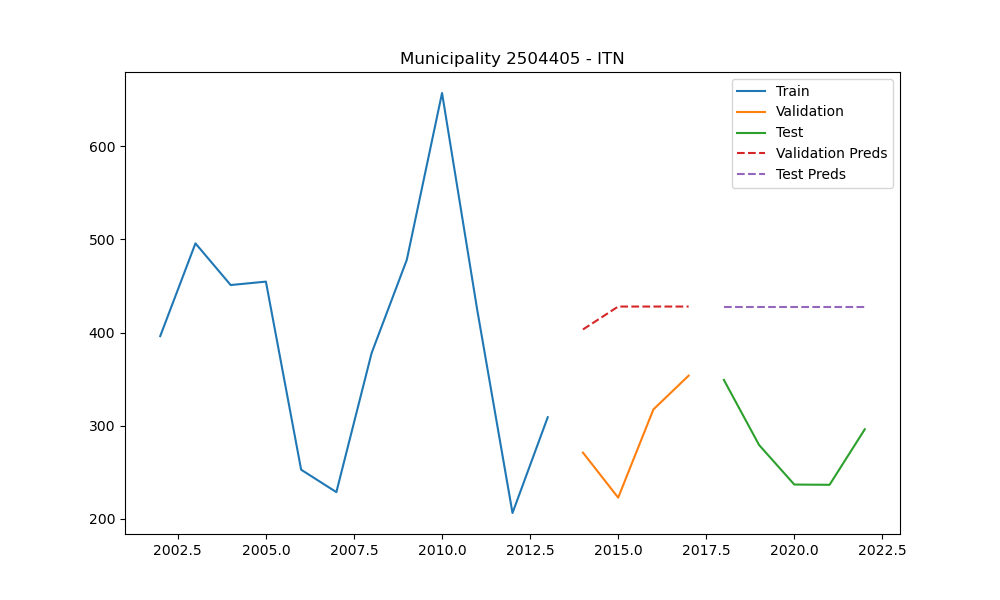 Municipality 2504405 - ITN
Train
Validation
Test
Validation Preds
Test Preds
600
500
400
300
200
2002.5 2005.0 2007.5 2010.0 2012.5 2015.0 2017.5 2020.0 2022.5